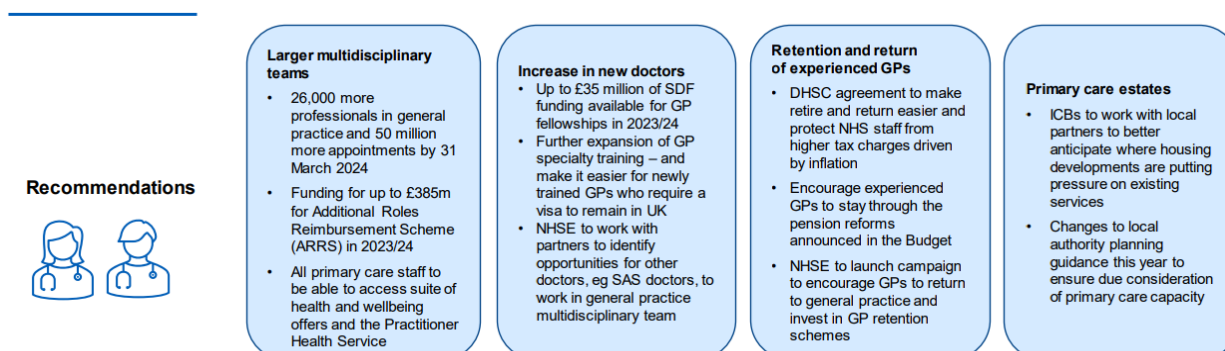 Recommendations
Larger multidisciplinary
teams
• 26,000 more
professionals in general
practice and 50 million
more appointments by 31
March 2024
• Funding for up to £385m
for Additional Roles
Reimbursement Scheme
(ARRS) in 2023/24
• All primary care staff to
be able to access suite of
health and wellbeing
offers and the Practitioner
Health Service
Increase in new doctors
• Up to £35 million of SDF
funding available for GP
fellowships in 2023/24
• Further expansion of GP
specialty training – and
make it easier for newly
trained GPs who require a
visa to remain in UK
• NHSE to work with
partners to identify
opportunities for other
doctors, eg SAS doctors, to
work in general practice
multidisciplinary team
Retention and return
of experienced GPs
• DHSC agreement to make
retire and return easier and
protect NHS staff from
higher tax charges driven
by inflation
• Encourage experienced
GPs to stay through the
pension reforms
announced in the Budget
• NHSE to launch campaign
to encourage GPs to return
to general practice and
invest in GP retention
schemes
Primary care estates
• ICBs to work with local
partners to better
anticipate where housing
developments are putting
pressure on existing
services
• Changes to local
authority planning
guidance this year to
ensure due consideration
of primary care capacity